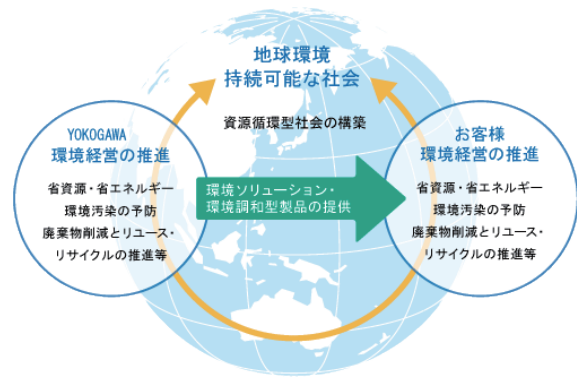 地球環境
持続可能な社会
資源循環型社会の構築
YOKOGAWA
環境経営の推進
省資源・省エネルギー
環境汚染の予防
廃棄物削減とリユース・
リサイクルの推進等
環境ソリューション・
環境調和型製品の提供
お客様
環境経営の推進
省資源・省エネルギー
環境汚染の予防
廃棄物削減とリユース・
リサイクルの推進等